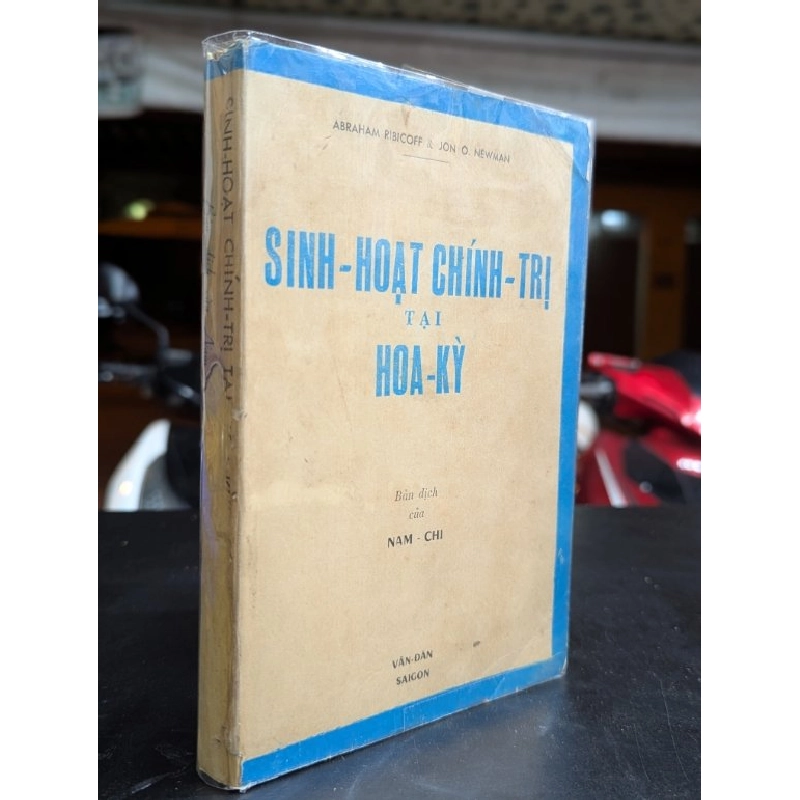 ABRAHAM RIBICOFF & JON O. NEWMAN
SINH-HOẠT CHÍNH-TRỊ
TẠI
HOA-KỲ
Bản dịch
của
NAM - CHI
VĂN-ĐÀN
SAIGON
SINH-HOẠT CHÍNH-TRỊ TẠI